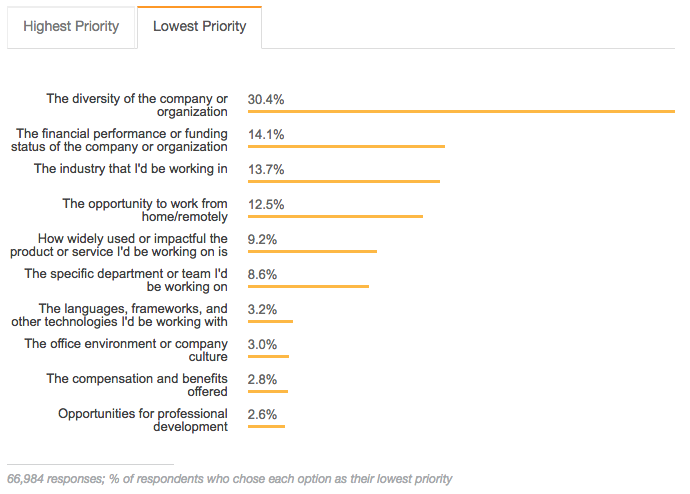 Highest Priority
Lowest Priority
The diversity of the company or
organization
30.4%
The financial performance or funding
status of the company or organization
14.1%
The industry that I'd be working in
13.7%
The opportunity to work from
home/remotely
12.5%
How widely used or impactful the
product or service I'd be working on is
9.2%
The specific department or team I'd
be working on
8.6%
The languages, frameworks, and
other technologies I'd be working with
3.2%
The office environment or company
culture
3.0%
The compensation and benefits
offered
2.8%
Opportunities for professional
development
2.6%
66,984 responses; % of respondents who chose each option as their lowest priority